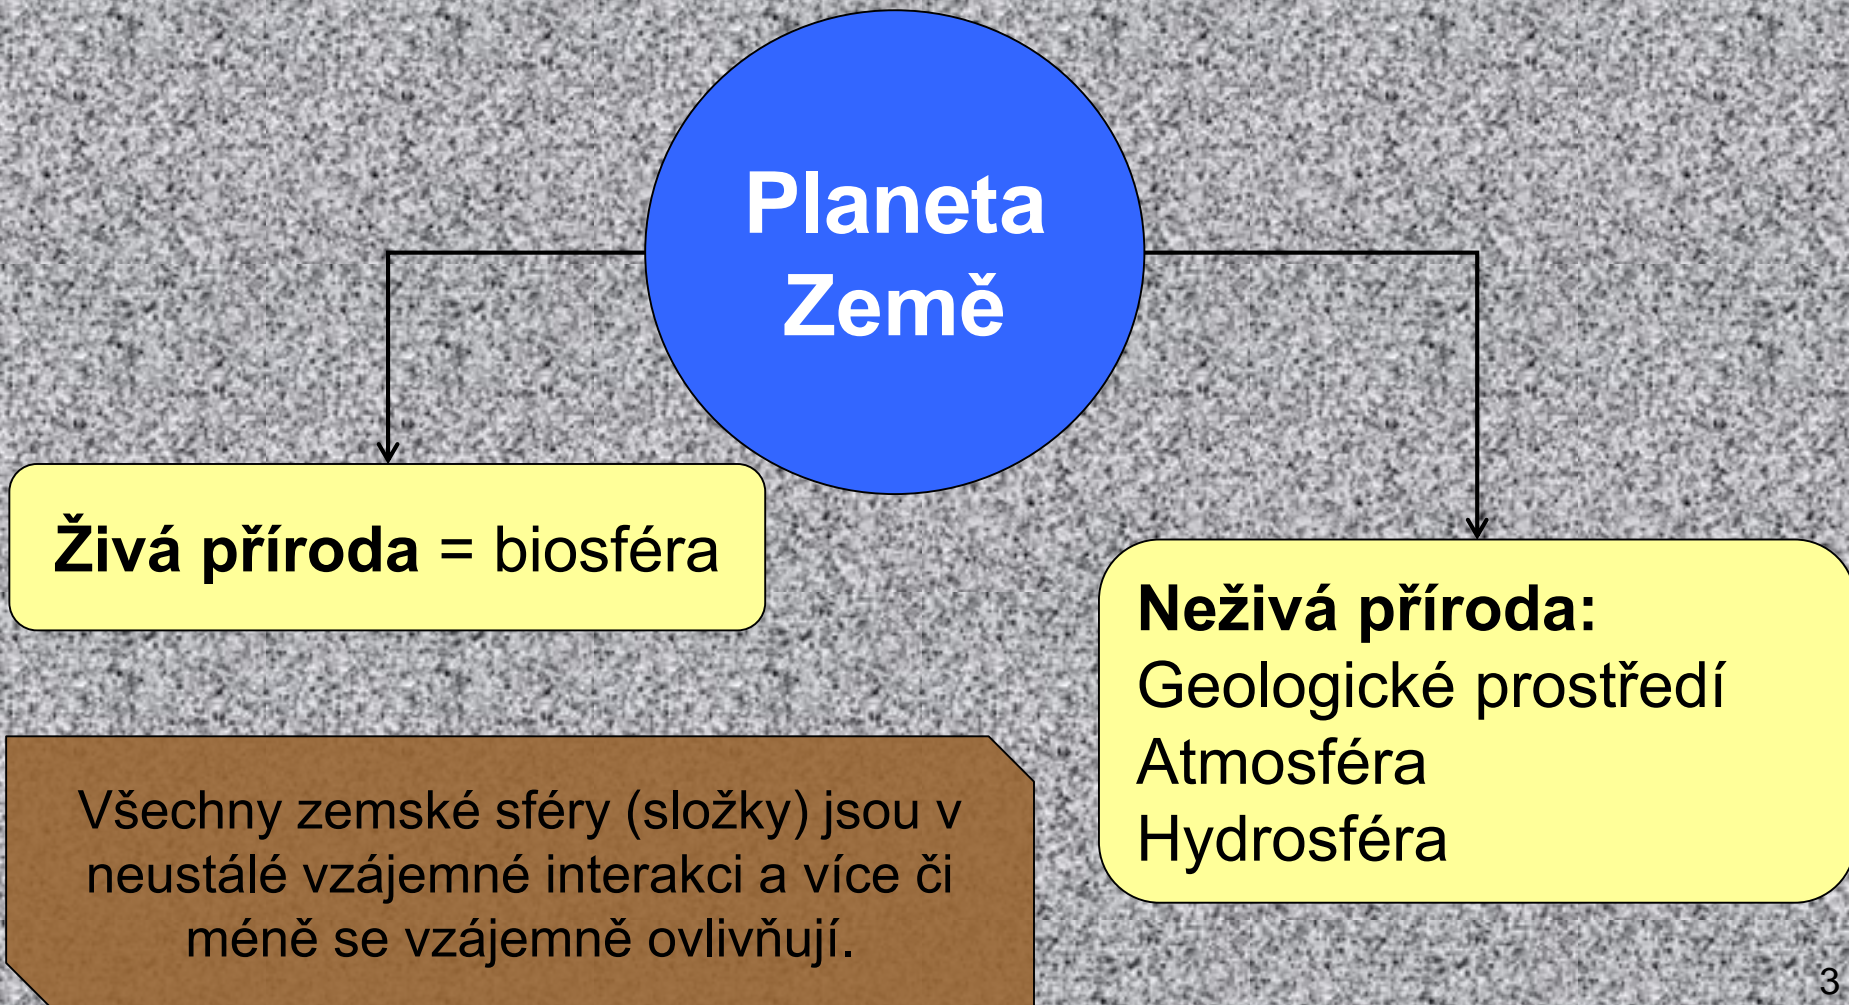 Planeta
Země
Živá příroda = biosféra
Neživá příroda:
Geologické prostředí
Atmosféra
Hydrosféra
Všechny zemské sféry (složky) jsou v
neustálé vzájemné interakci a více či
méně se vzájemně ovlivňují.
3